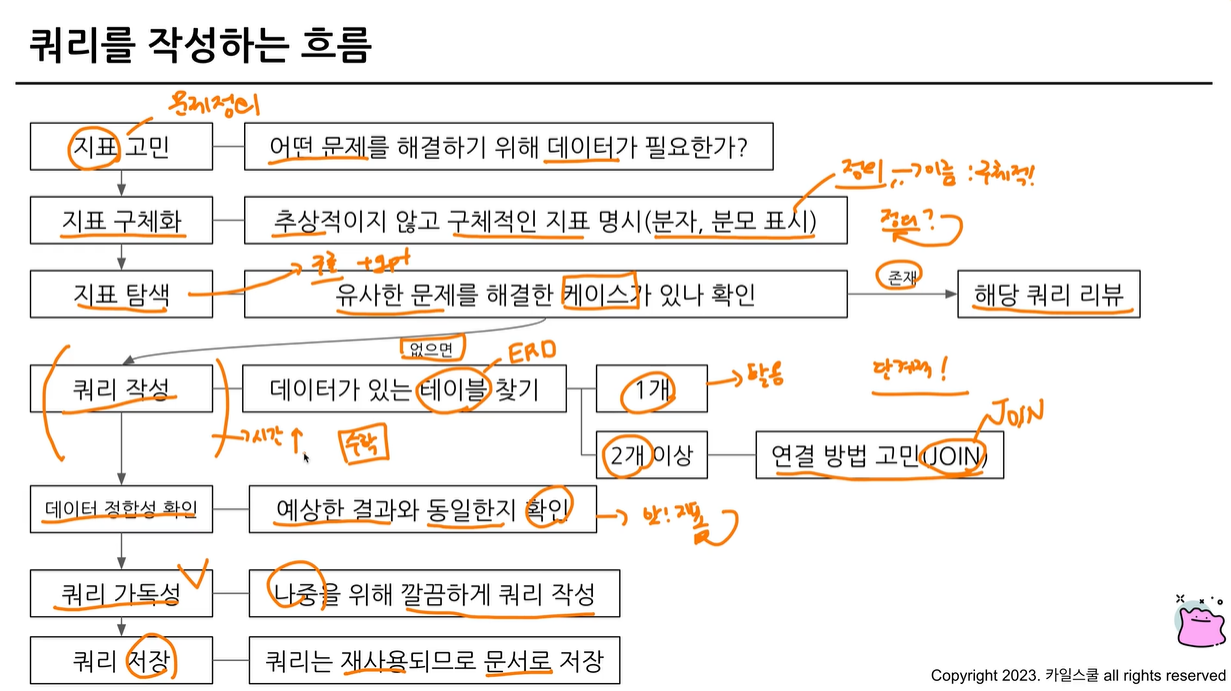 쿼리를 작성하는 흐름
문제정의
지표 고민
어떤 문제를 해결하기 위해 데이터가 필요한가?
정의 → 이름 : 구체적!
지표 구체화
추상적이지 않고 구체적인 지표 명시(분자, 분모 표시)
정의?
+gpt
지표 탐색
유사한 문제를 해결한 케이스가 있나 확인
존재
해당 쿼리 리뷰
없으면
ERD
쿼리 작성
데이터가 있는 테이블 찾기
1개
→ 활용
단계적!
→ 시간 ↑
수락
2개 이상
연결 방법 고민(JOIN)
JOIN
데이터 정합성 확인
예상한 결과와 동일한지 확인
쿼리 가독성
나중을 위해 깔끔하게 쿼리 작성
쿼리 저장
쿼리는 재사용되므로 문서로 저장
Copyright 2023. 카일스쿨 all rights reserved